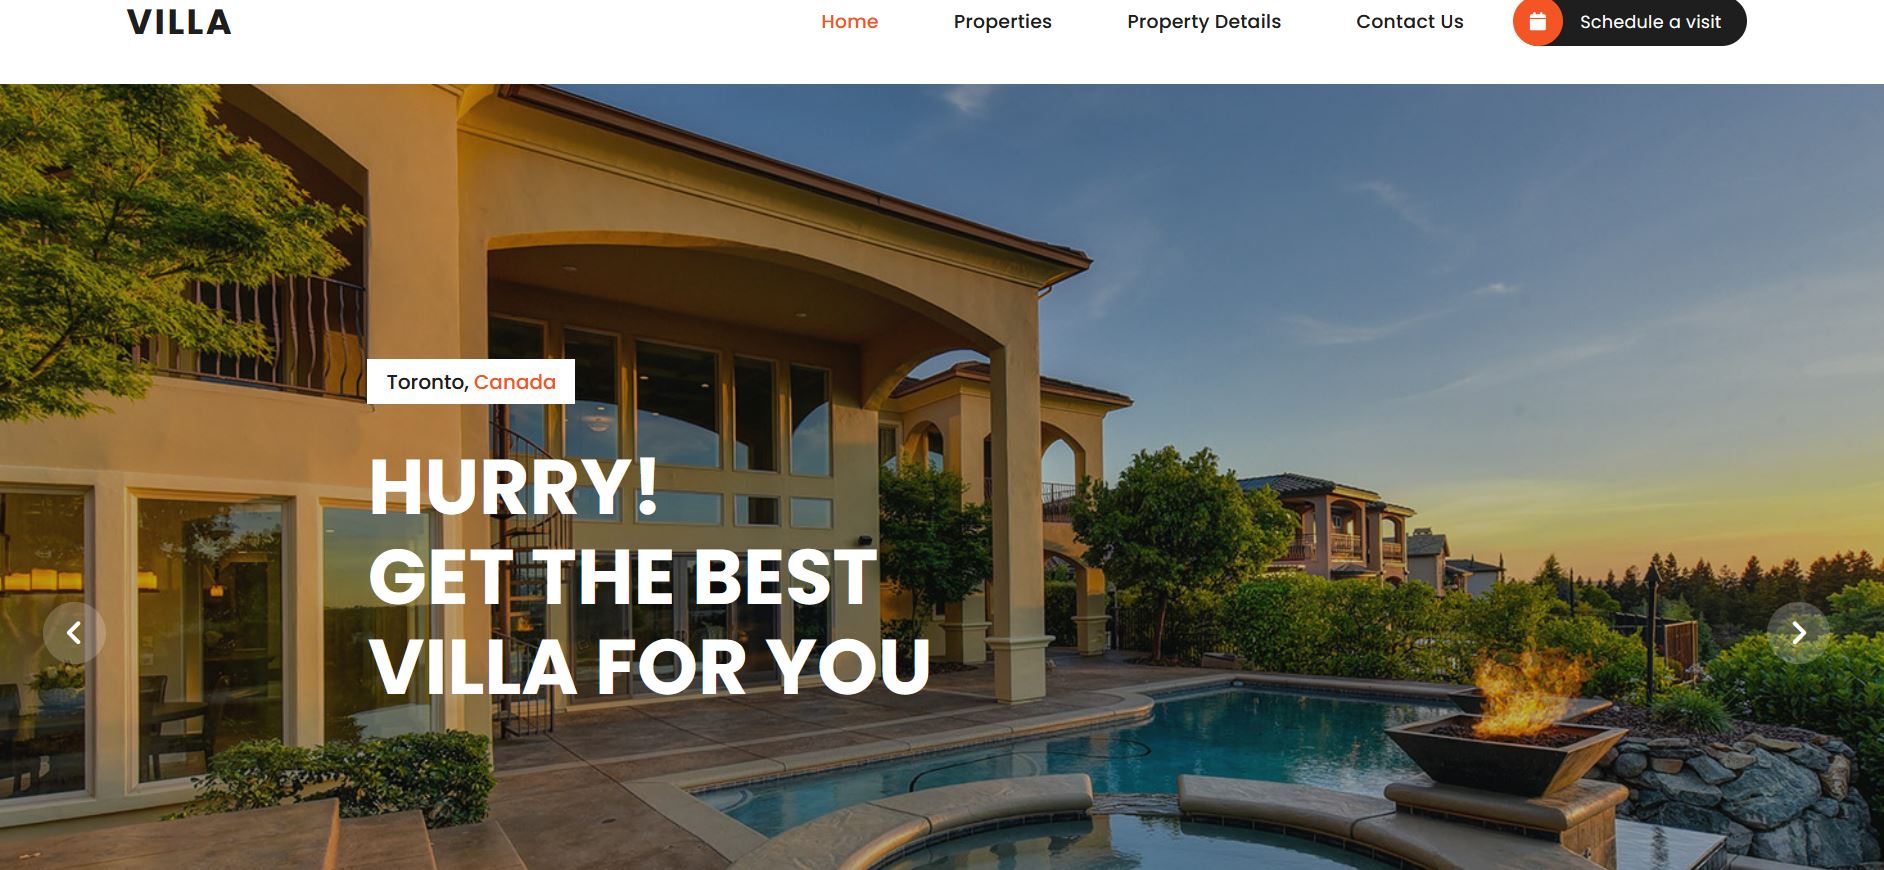 VILLA
Home Properties Property Details Contact Us Schedule a visit
Toronto, Canada
HURRY!
GET THE BEST
VILLA FOR YOU